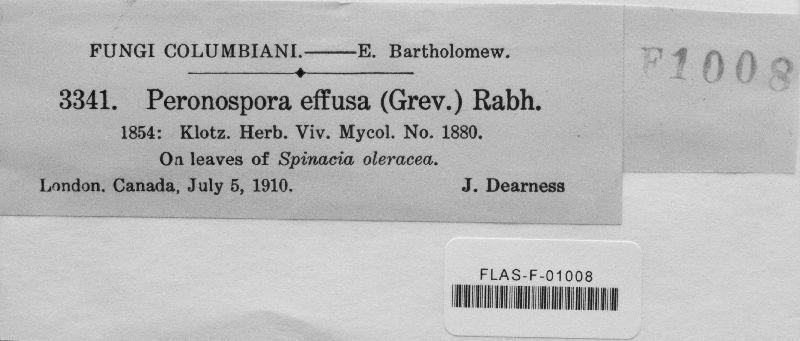 FUNGI COLUMBIANI.——E. Bartholomew.
F1008
3341. Peronospora effusa (Grev.) Rabh.
1854: Klotz. Herb. Viv. Mycol. No. 1880.
On leaves of Spinacia oleracea.
London, Canada, July 5, 1910. J. Dearness
FLAS-F-01008